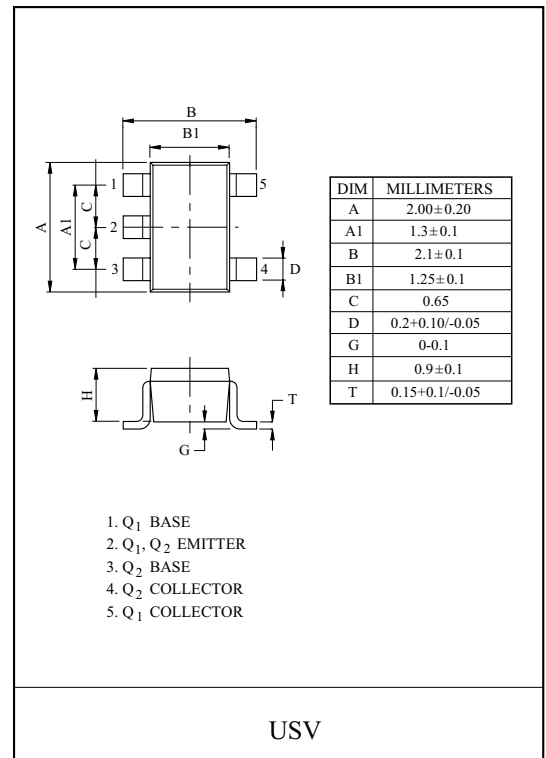 B
B1
A
A1
C
C
1
2
3
5
4
D
DIM MILLIMETERS
A 2.00±0.20
A1 1.3±0.1
B 2.1±0.1
B1 1.25±0.1
C 0.65
D 0.2+0.10/-0.05
G 0-0.1
H 0.9±0.1
T 0.15+0.1/-0.05
H
T
G
1. Q1 BASE
2. Q1, Q2 EMITTER
3. Q2 BASE
4. Q2 COLLECTOR
5. Q1 COLLECTOR
USV